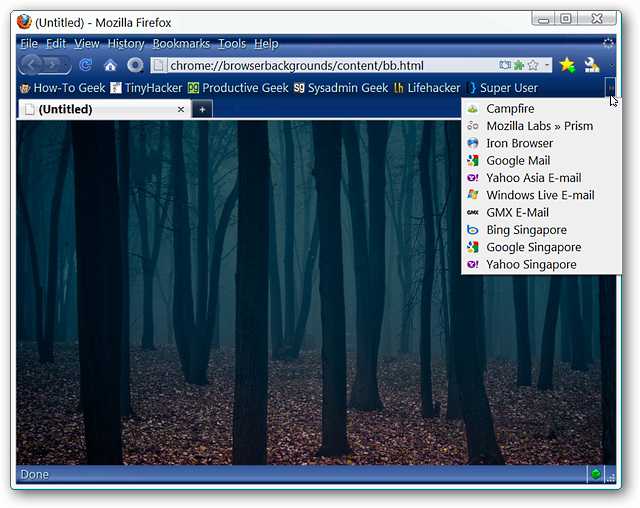 (Untitled) - Mozilla Firefox
File Edit View History Bookmarks Tools Help
chrome://browserbackgrounds/content/bb.html
How-To Geek TinyHacker Productive Geek Sysadmin Geek Lifehacker Super User
(Untitled)
Campfire
Mozilla Labs » Prism
Iron Browser
Google Mail
Yahoo Asia E-mail
Windows Live E-mail
GMX E-Mail
Bing Singapore
Google Singapore
Yahoo Singapore
Done